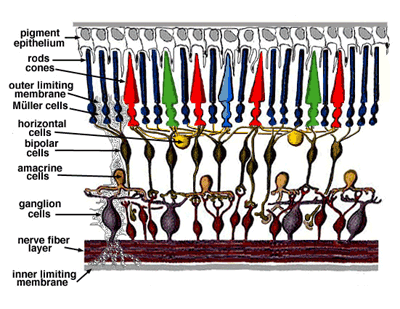 pigment
epithelium
rods
cones
outer limiting
membrane
Müller cells
horizontal
cells
bipolar
cells
amacrine
cells
ganglion
cells
nerve fiber
layer
inner limiting
membrane